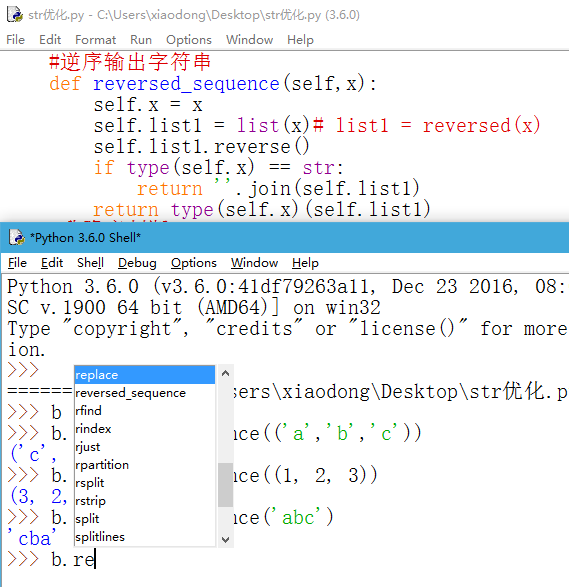 str优化.py - C:\Users\xiaodong\Desktop\str优化.py (3.6.0)
File Edit Format Run Options Window Help
#逆序输出字符串
def reversed_sequence(self,x):
self.x = x
self.list1 = list(x)# list1 = reversed(x)
self.list1.reverse()
if type(self.x) == str:
return ''.join(self.list1)
return type(self.x)(self.list1)
*Python 3.6.0 Shell*
File Edit Shell Debug Options Window Help
Python 3.6.0 (v3.6.0:41df79263a11, Dec 23 2016, 08:
SC v.1900 64 bit (AMD64)] on win32
Type "copyright", "credits" or "license()" for more
ion.
>>>
======
ers\xiaodong\Desktop\str优化.p
>>> b
>>> b.
nce(('a','b','c'))
('c',
>>> b.
nce((1, 2, 3))
(3, 2,
>>> b.
nce('abc')
'cba'
>>> b.re
replace
reversed_sequence
rfind
rindex
rjust
rpartition
rsplit
rstrip
split
splitlines